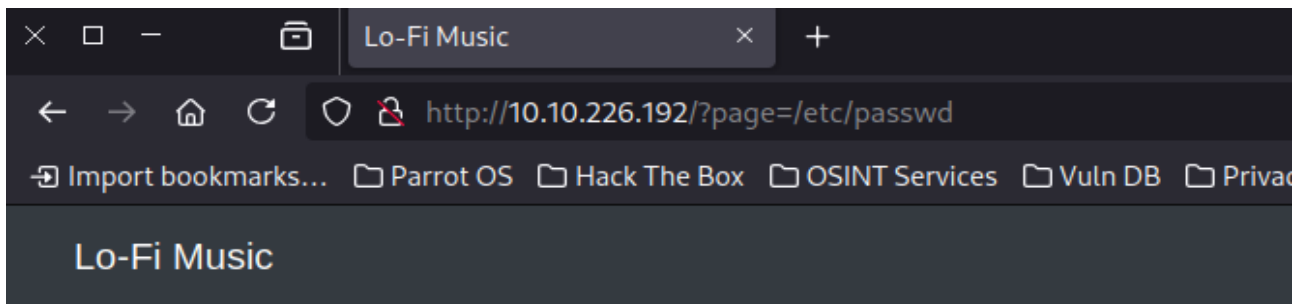 Lo-Fi Music
http://10.10.226.192/?page=/etc/passwd
Import bookmarks... Parrot OS Hack The Box OSINT Services Vuln DB Privac
Lo-Fi Music